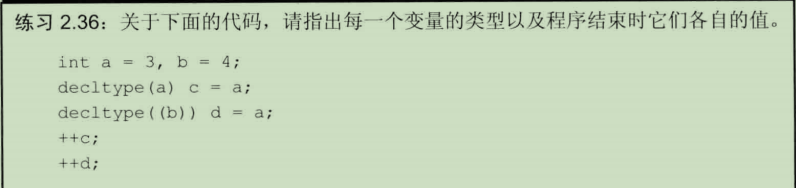 练习 2.36：关于下面的代码，请指出每一个变量的类型以及程序结束时它们各自的值。
int a = 3, b = 4;
decltype(a) c = a;
decltype((b)) d = a;
++c;
++d;